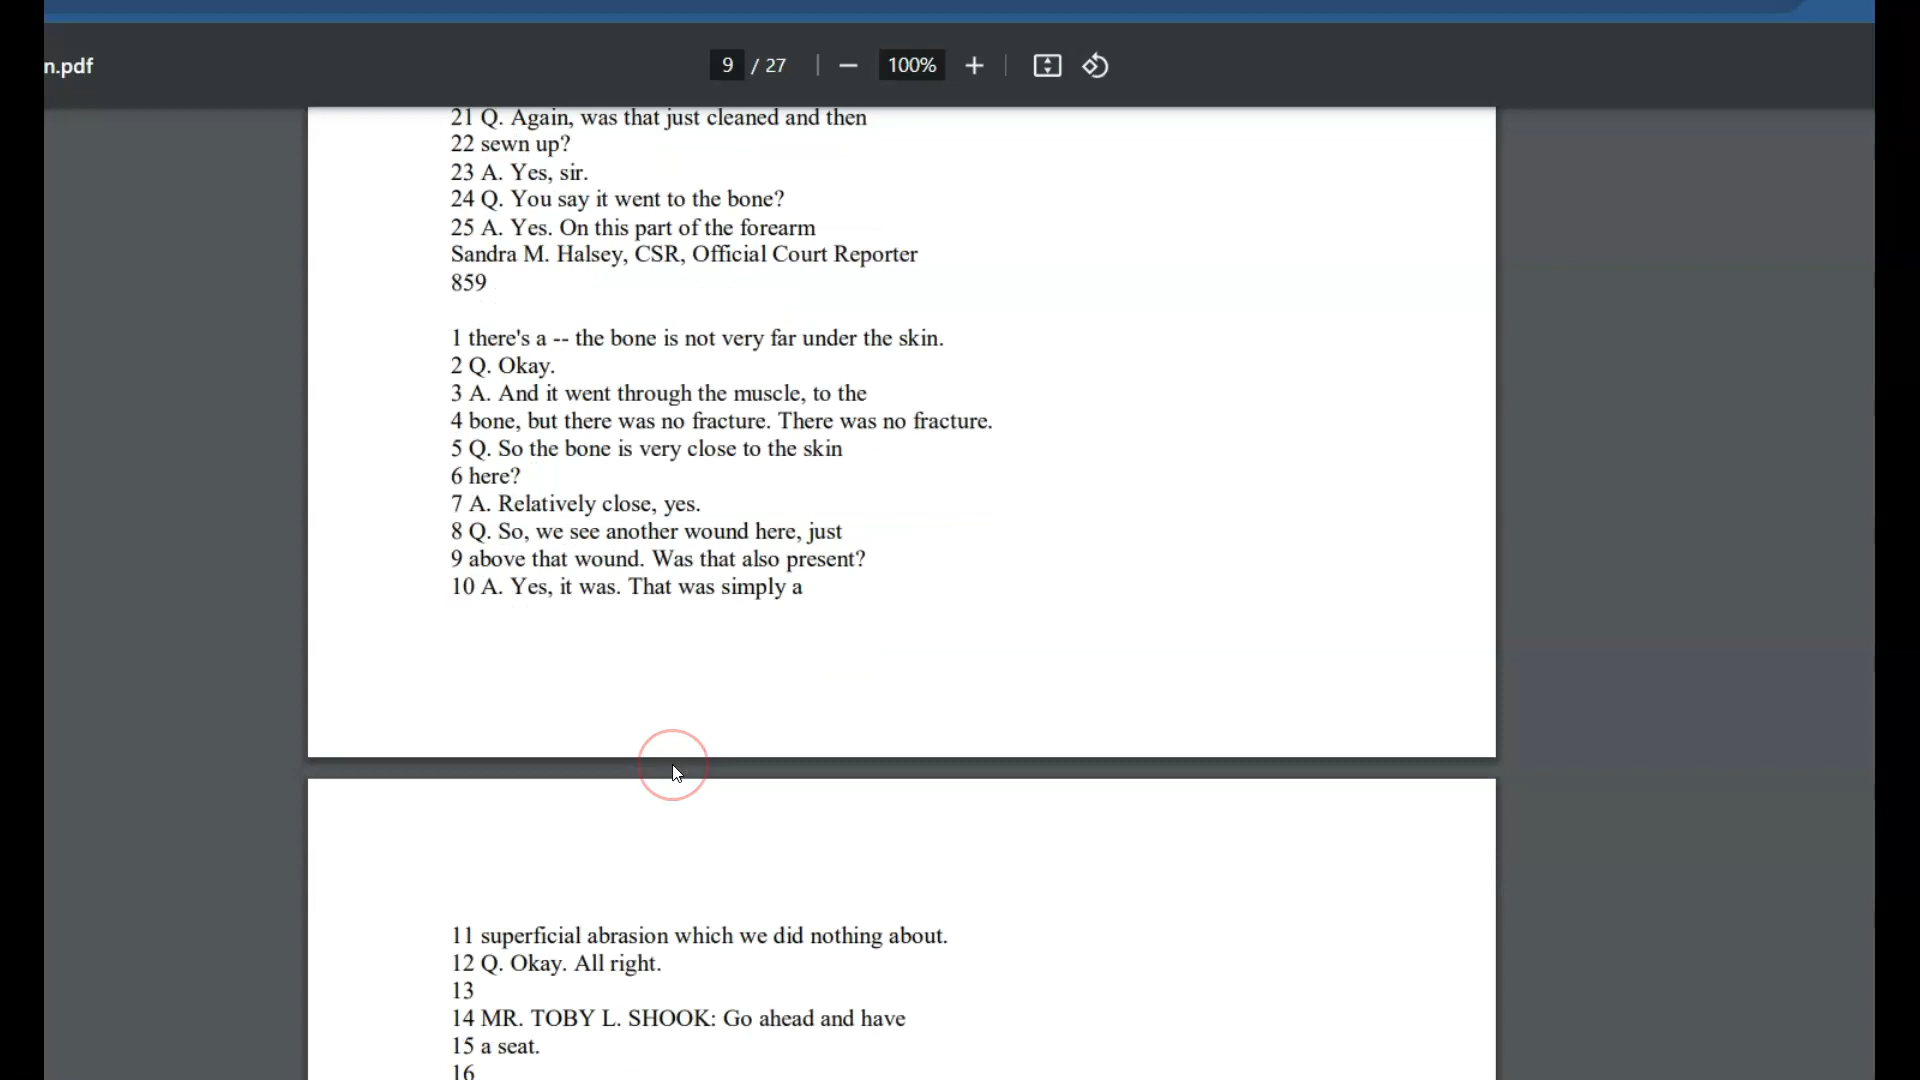 n.pdf
9 / 27
100%
21 Q. Again, was that just cleaned and then
22 sewn up?
23 A. Yes, sir.
24 Q. You say it went to the bone?
25 A. Yes. On this part of the forearm
Sandra M. Halsey, CSR, Official Court Reporter
859
1 there's a -- the bone is not very far under the skin.
2 Q. Okay.
3 A. And it went through the muscle, to the
4 bone, but there was no fracture. There was no fracture.
5 Q. So the bone is very close to the skin
6 here?
7 A. Relatively close, yes.
8 Q. So, we see another wound here, just
9 above that wound. Was that also present?
10 A. Yes, it was. That was simply a
11 superficial abrasion which we did nothing about.
12 Q. Okay. All right.
13
14 MR. TOBY L. SHOOK: Go ahead and have
15 a seat.
16